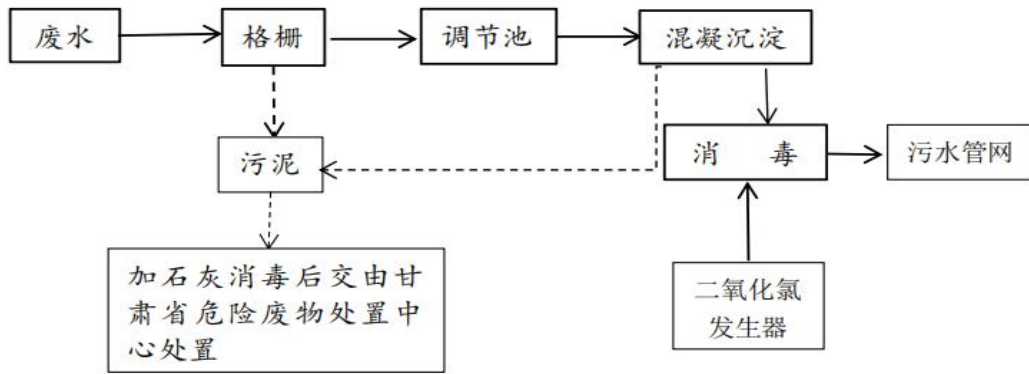 废水
格栅
调节池
混凝沉淀
污泥
消 毒
污水管网
加石灰消毒后交由甘
肃省危险废物处置中
心处置
二氧化氯
发生器